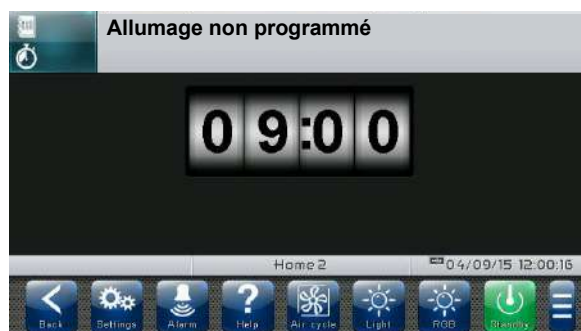 Allumage non programmé
09:00
Home 2
04/09/15 12:00:16
Back Settings Alarm ? Help Air cycle Light RGB Standby